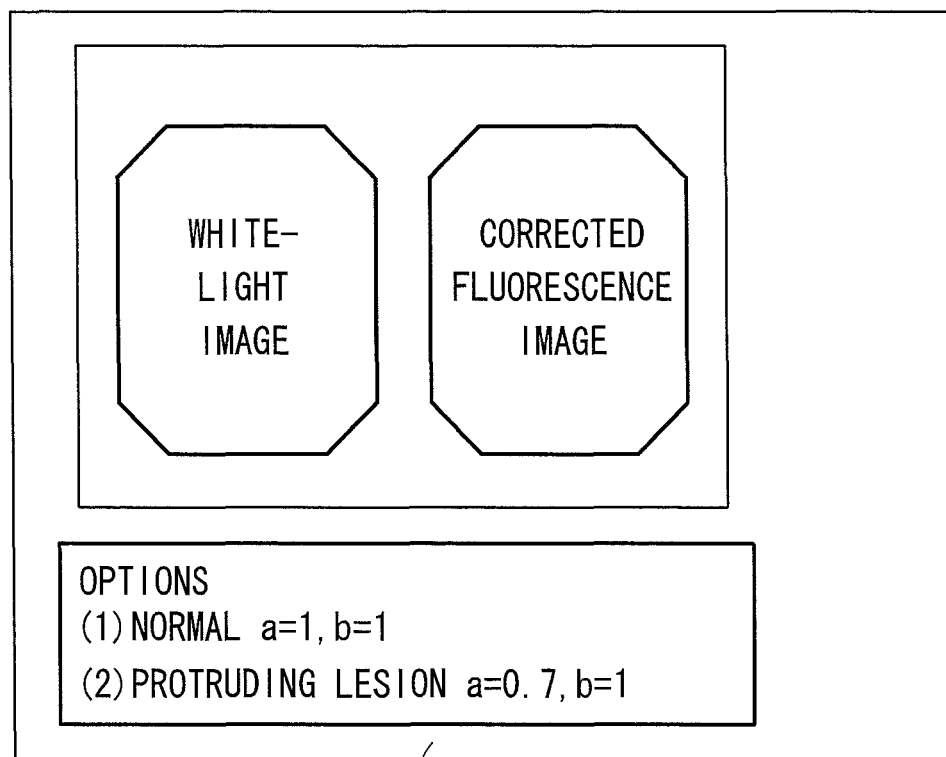 WHITE-
LIGHT
IMAGE
CORRECTED
FLUORESCENCE
IMAGE
OPTIONS
(1) NORMAL a=1, b=1
(2) PROTRUDING LESION a=0.7, b=1